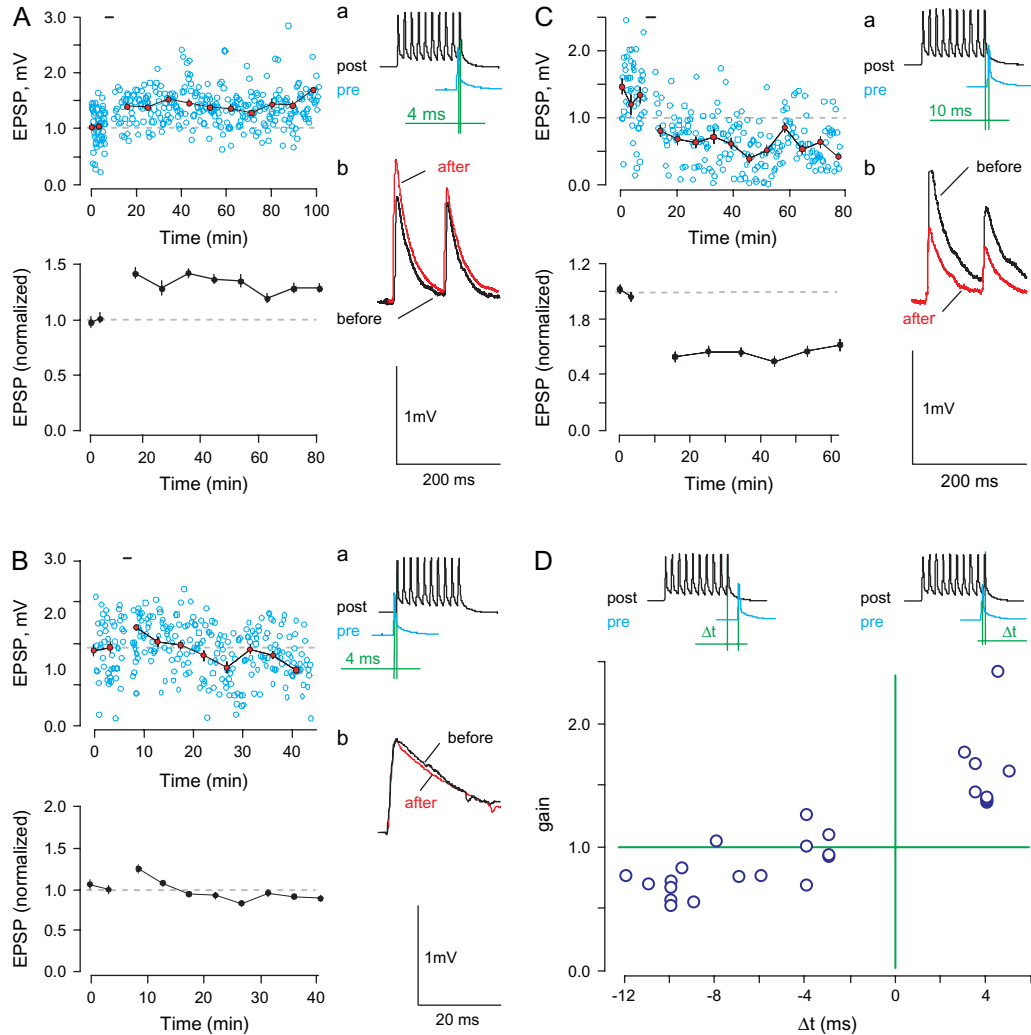 A
EPSP, mV
3.0
2.0
1.0
0.0
0 20 40 60 80 100
Time (min)
EPSP (normalized)
1.5
1.0
0.0
0 20 40 60 80
Time (min)
a
post
pre
4 ms
b
after
before
1mV
200 ms
C
EPSP, mV
2.0
1.0
0.0
0 20 40 60 80
Time (min)
EPSP (normalized)
1.2
1.8
0.4
0.0
0 20 40 60
Time (min)
a
post
pre
10 ms
b
before
after
1mV
200 ms
B
EPSP, mV
3.0
2.0
1.0
0.0
0 10 20 30 40
Time (min)
EPSP (normalized)
2.0
1.5
1.0
0.5
0.0
0 10 20 30 40
Time (min)
a
post
pre
4 ms
b
before
after
1mV
20 ms
D
post
pre
Δt
post
pre
Δt
gain
2.0
1.0
0.0
-12 -8 -4 0 4
Δt (ms)